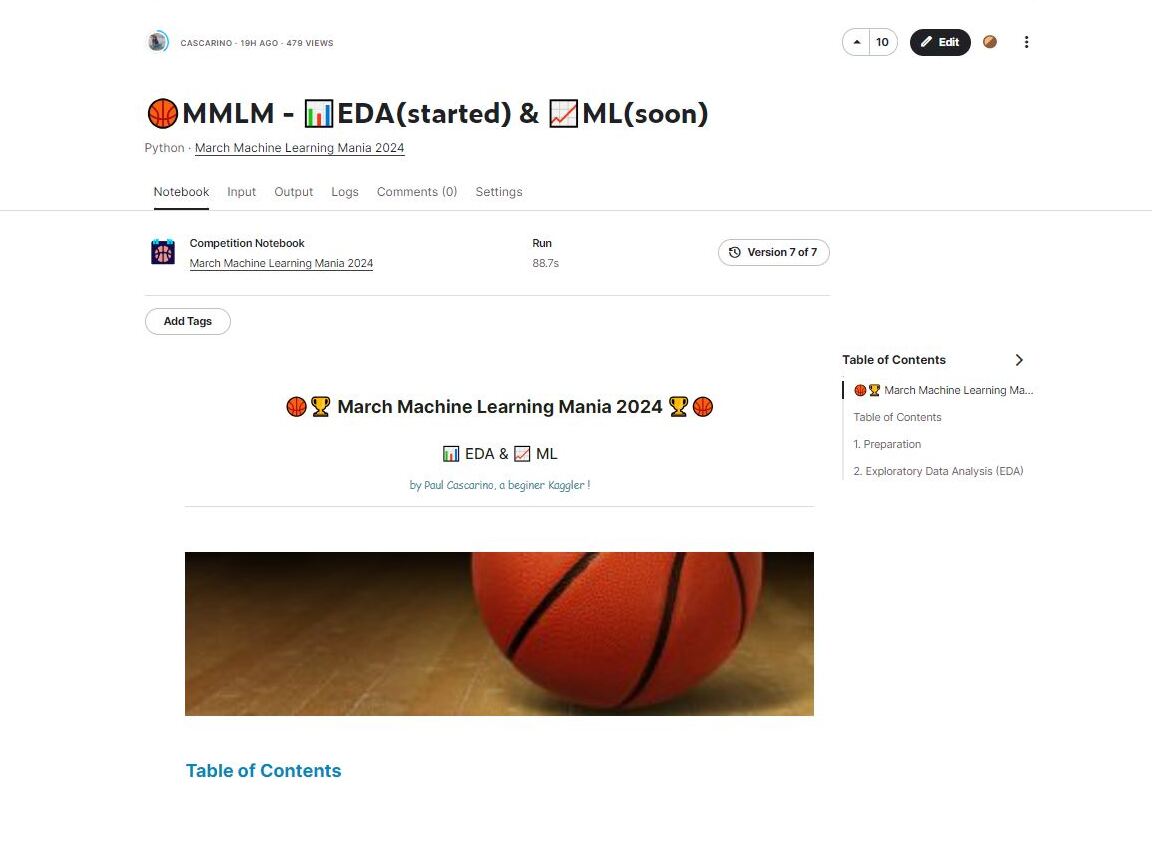 CASCARINO · 19H AGO · 479 VIEWS
10
Edit
🏀MMLM - 📊EDA(started) & 📈ML(soon)
Python · March Machine Learning Mania 2024
Notebook Input Output Logs Comments (0) Settings
Competition Notebook
March Machine Learning Mania 2024
Run
88.7s
Version 7 of 7
Add Tags
🏀🏆 March Machine Learning Mania 2024 🏆🏀
📊 EDA & 📈 ML
by Paul Cascarino, a beginer Kaggler !
Table of Contents
Table of Contents
🏀🏆 March Machine Learning Ma...
Table of Contents
1. Preparation
2. Exploratory Data Analysis (EDA)